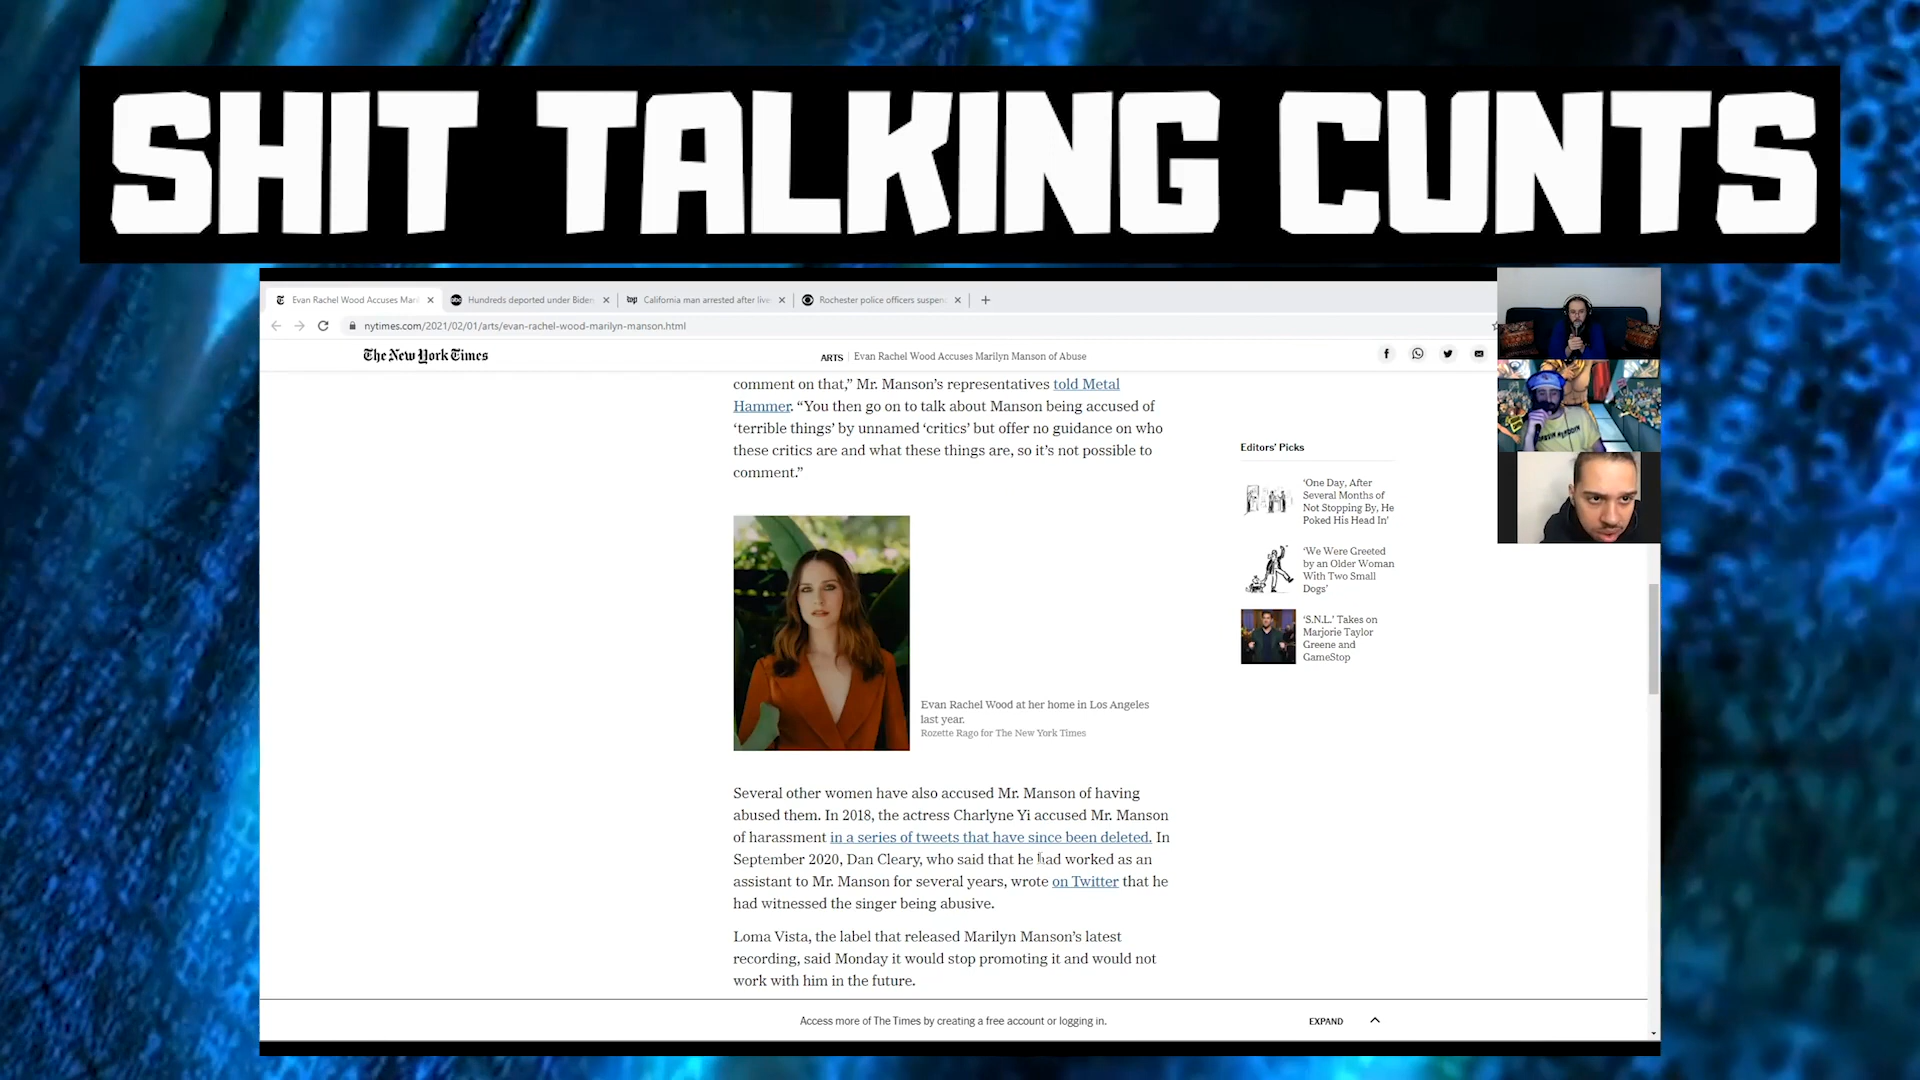 SHIT TALKING CUNTS
Evan Rachel Wood Accuses Mari
Hundreds deported under Biden
California man arrested after live
Rochester police officers suspen
nytimes.com/2021/02/01/arts/evan-rachel-wood-marilyn-manson.html
The New York Times
ARTS
Evan Rachel Wood Accuses Marilyn Manson of Abuse
comment on that,” Mr. Manson’s representatives told Metal
Hammer. “You then go on to talk about Manson being accused of
‘terrible things’ by unnamed ‘critics’ but offer no guidance on who
these critics are and what these things are, so it’s not possible to
comment.”
Evan Rachel Wood at her home in Los Angeles
last year.
Rozette Rago for The New York Times
Several other women have also accused Mr. Manson of having
abused them. In 2018, the actress Charlyne Yi accused Mr. Manson
of harassment in a series of tweets that have since been deleted. In
September 2020, Dan Cleary, who said that he had worked as an
assistant to Mr. Manson for several years, wrote on Twitter that he
had witnessed the singer being abusive.
Loma Vista, the label that released Marilyn Manson’s latest
recording, said Monday it would stop promoting it and would not
work with him in the future.
Editors’ Picks
‘One Day, After
Several Months of
Not Stopping By, He
Poked His Head In’
‘We Were Greeted
by an Older Woman
With Two Small
Dogs’
‘S.N.L.’ Takes on
Marjorie Taylor
Greene and
GameStop
Access more of The Times by creating a free account or logging in.
EXPAND